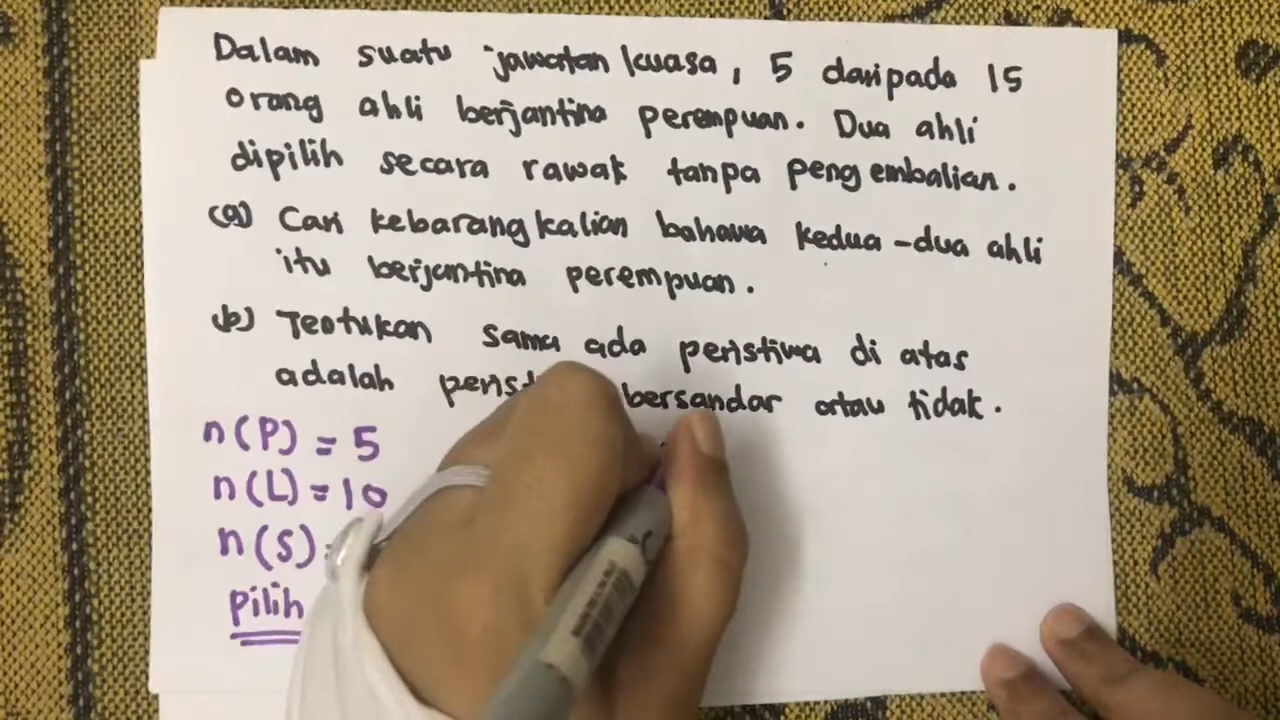 Dalam suatu jawatan kuasa, 5 daripada 15
orang ahli berjantina perempuan. Dua ahli
dipilih secara rawak tanpa pengembalian.
(a) Cari kebarangkalian bahawa kedua-dua ahli
itu berjantina perempuan.
(b) Tentukan sama ada peristiwa di atas
adalah bersandar atau tidak.
n(P) = 5
n(L) = 10
n(S)
Pilih